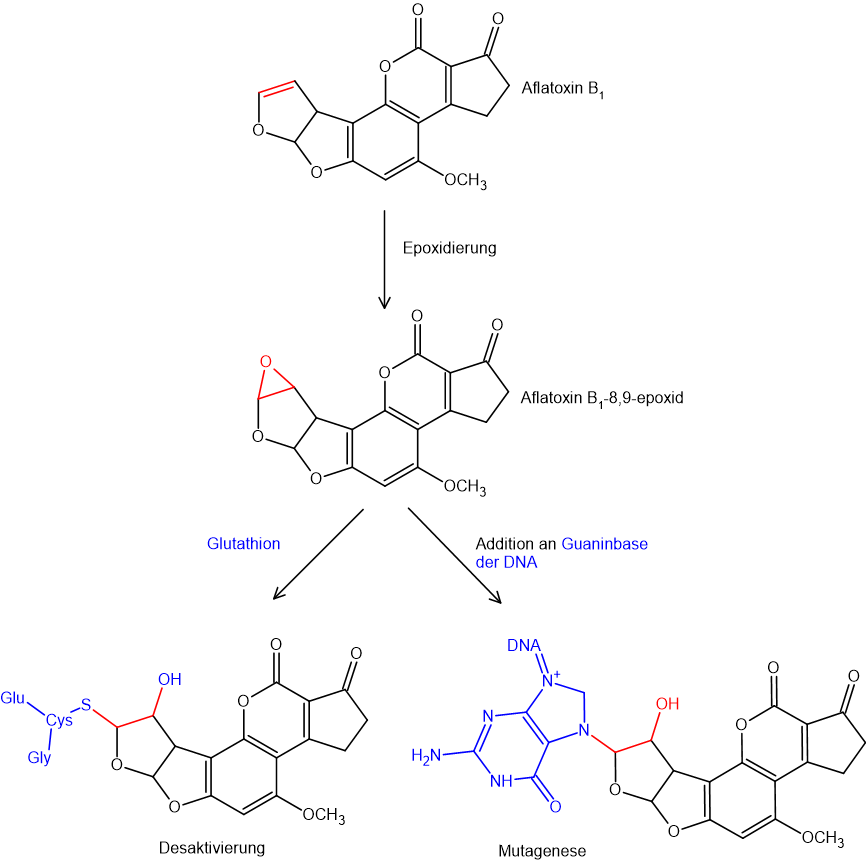 O
O
O
Aflatoxin B1
O
O
OCH3
Epoxidierung
O
O
O
O
Aflatoxin B1-8,9-epoxid
O
O
OCH3
Glutathion
Addition an Guaninbase
der DNA
O
O
OH
Glu
S
Cys
O
Gly
O
O
OCH3
Desaktivierung
DNA
N+
O
O
OH
N
O
N
H2N
NH
O
O
O
OCH3
Mutagenese